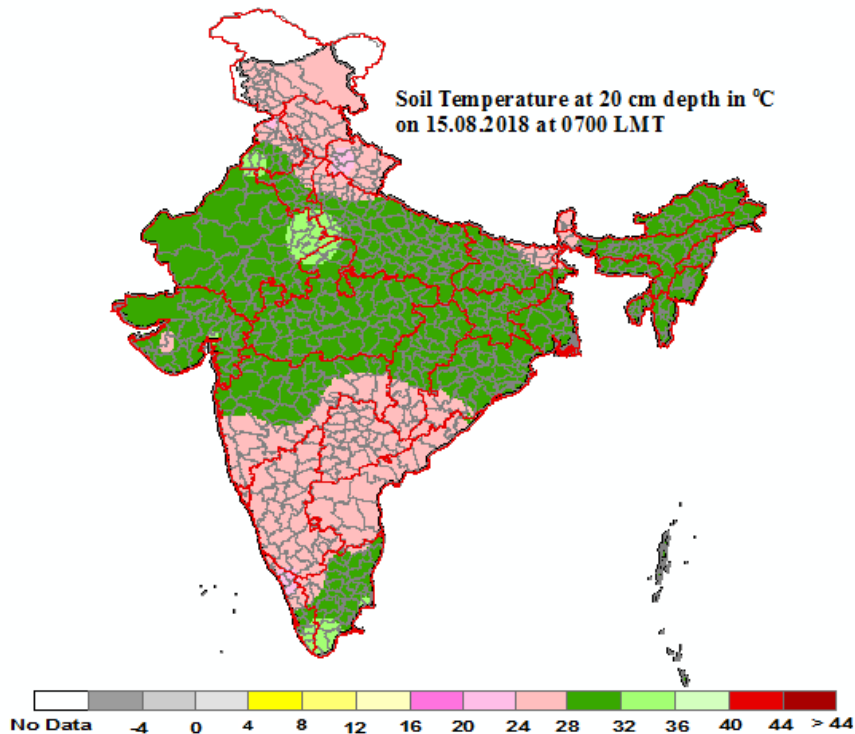 Soil Temperature at 20 cm depth in °C
on 15.08.2018 at 0700 LMT
No Data -4 0 4 8 12 16 20 24 28 32 36 40 44 > 44